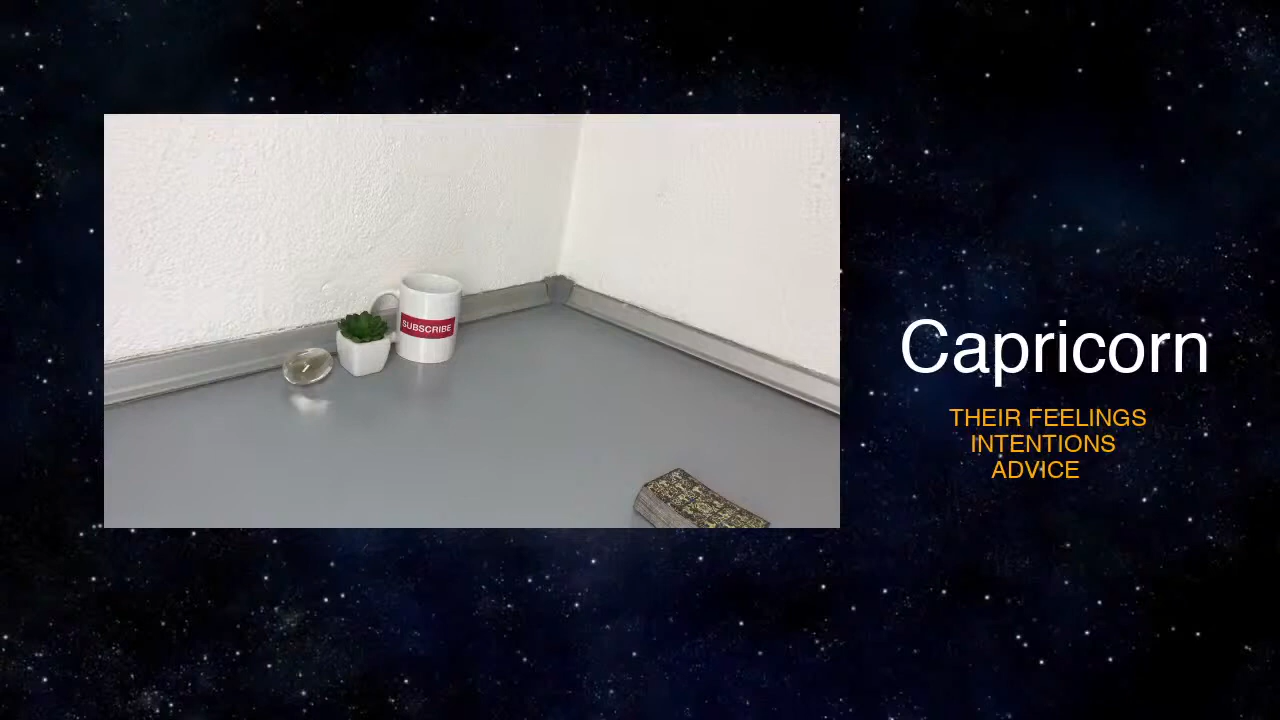 SUBSCRIBE
Capricorn
THEIR FEELINGS
INTENTIONS
ADVICE